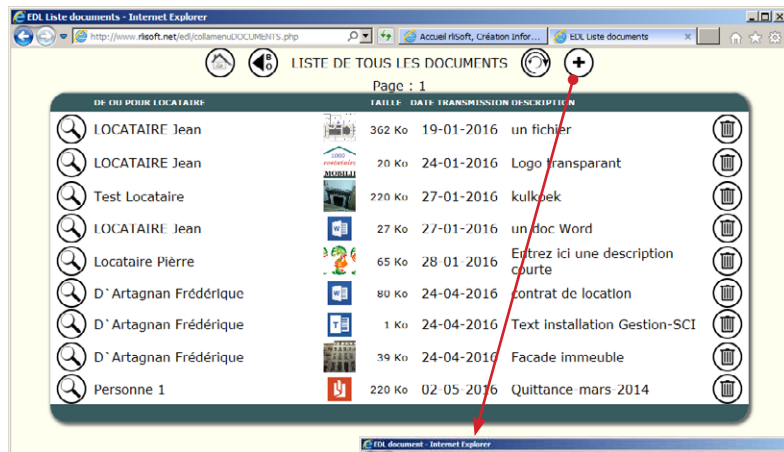 EDL Liste documents - Internet Explorer
http://www.rlisoft.net/edl/collamenuDOCUMENTS.php
Accueil rliSoft, Création Infor...
EDL Liste documents
BO LISTE DE TOUS LES DOCUMENTS
Page : 1
DE OU POUR LOCATAIRE TAILLE DATE TRANSMISSION DESCRIPTION
LOCATAIRE Jean 362 Ko 19-01-2016 un fichier
LOCATAIRE Jean 20 Ko 24-01-2016 Logo transparant
Test Locataire 220 Ko 27-01-2016 kulkoek
LOCATAIRE Jean 27 Ko 27-01-2016 un doc Word
Locataire Pièrre 65 Ko 28-01-2016 Entrez ici une description
courte
D`Artagnan Frédérique 80 Ko 24-04-2016 contrat de location
D`Artagnan Frédérique 1 Ko 24-04-2016 Text installation Gestion-SCI
D`Artagnan Frédérique 39 Ko 24-04-2016 Facade immeuble
Personne 1 220 Ko 02-05-2016 Quittance-mars-2014
EDL document - Internet Explorer